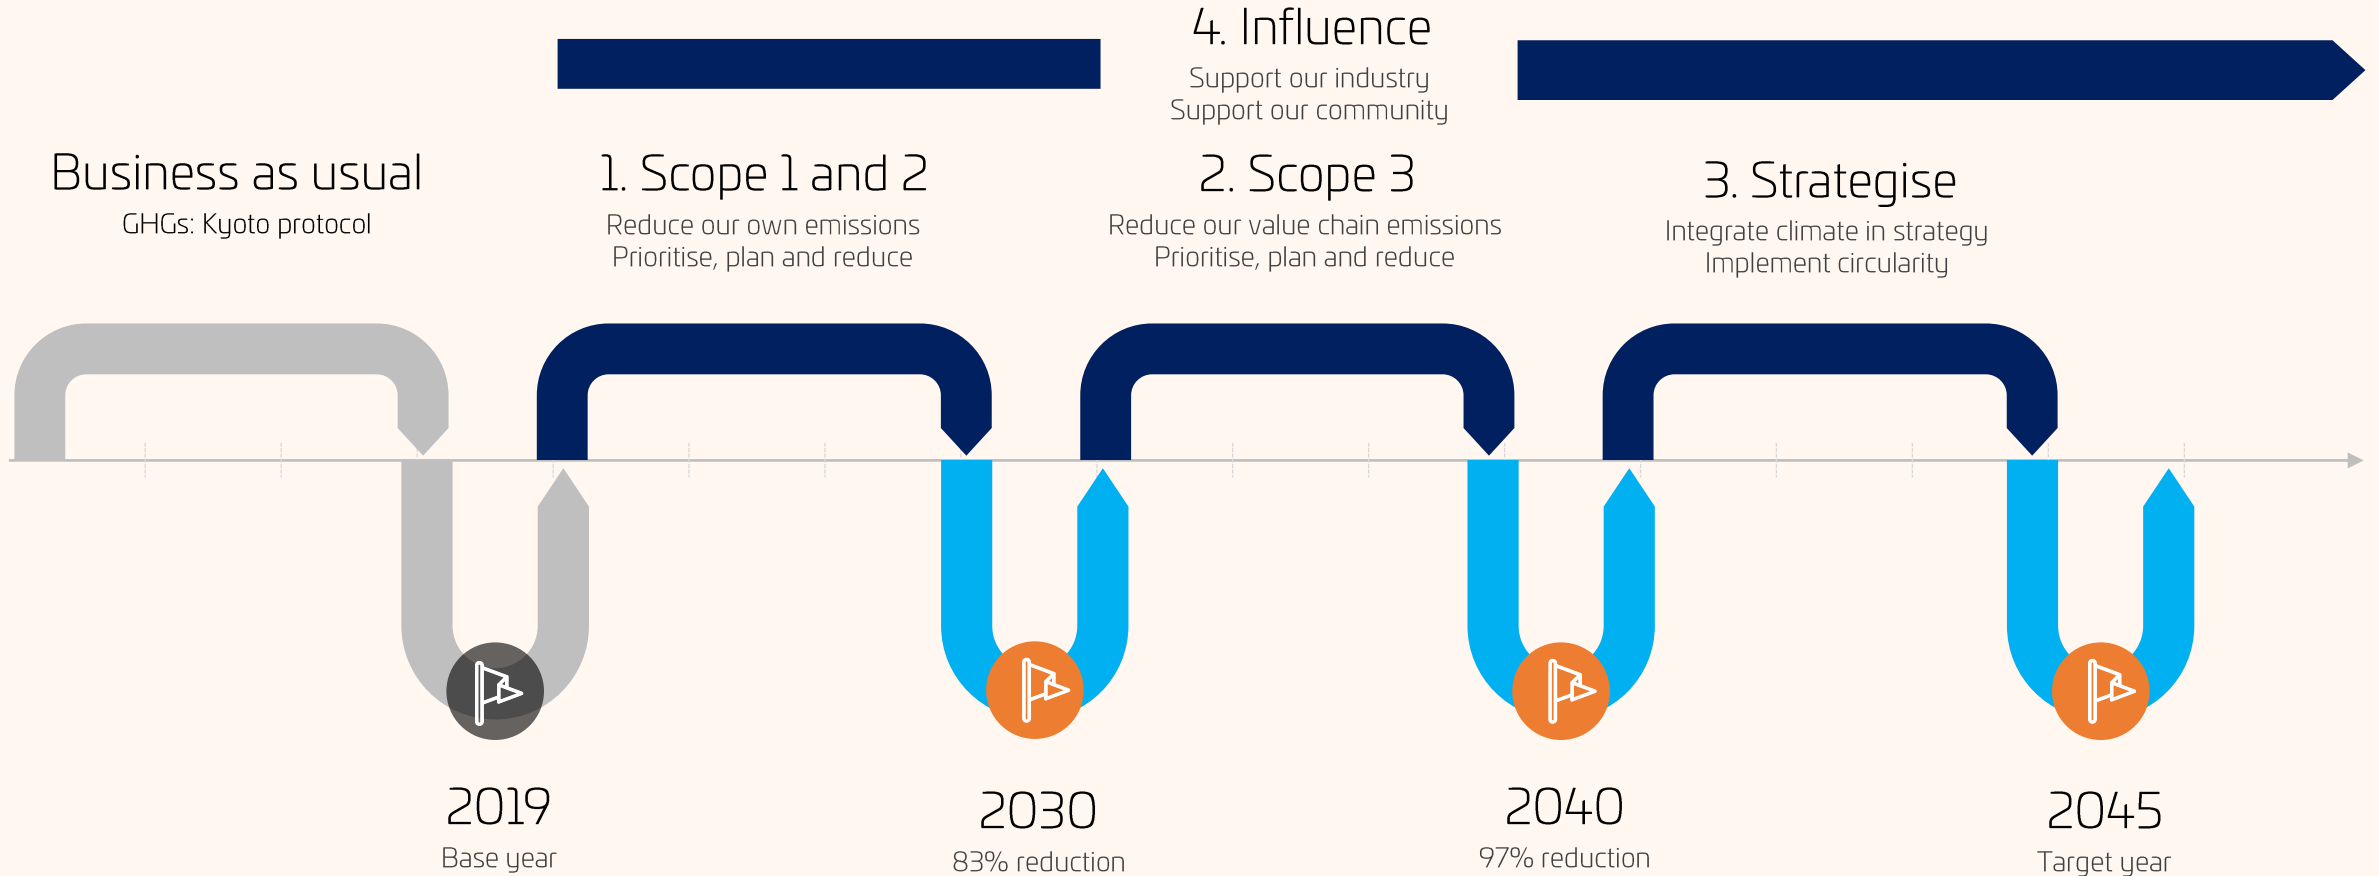 4. Influence
Support our industry
Support our community
Business as usual
GHGs: Kyoto protocol
1. Scope 1 and 2
Reduce our own emissions
Prioritise, plan and reduce
2. Scope 3
Reduce our value chain emissions
Prioritise, plan and reduce
3. Strategise
Integrate climate in strategy
Implement circularity
2019
Base year
2030
83% reduction
2040
97% reduction
2045
Target year